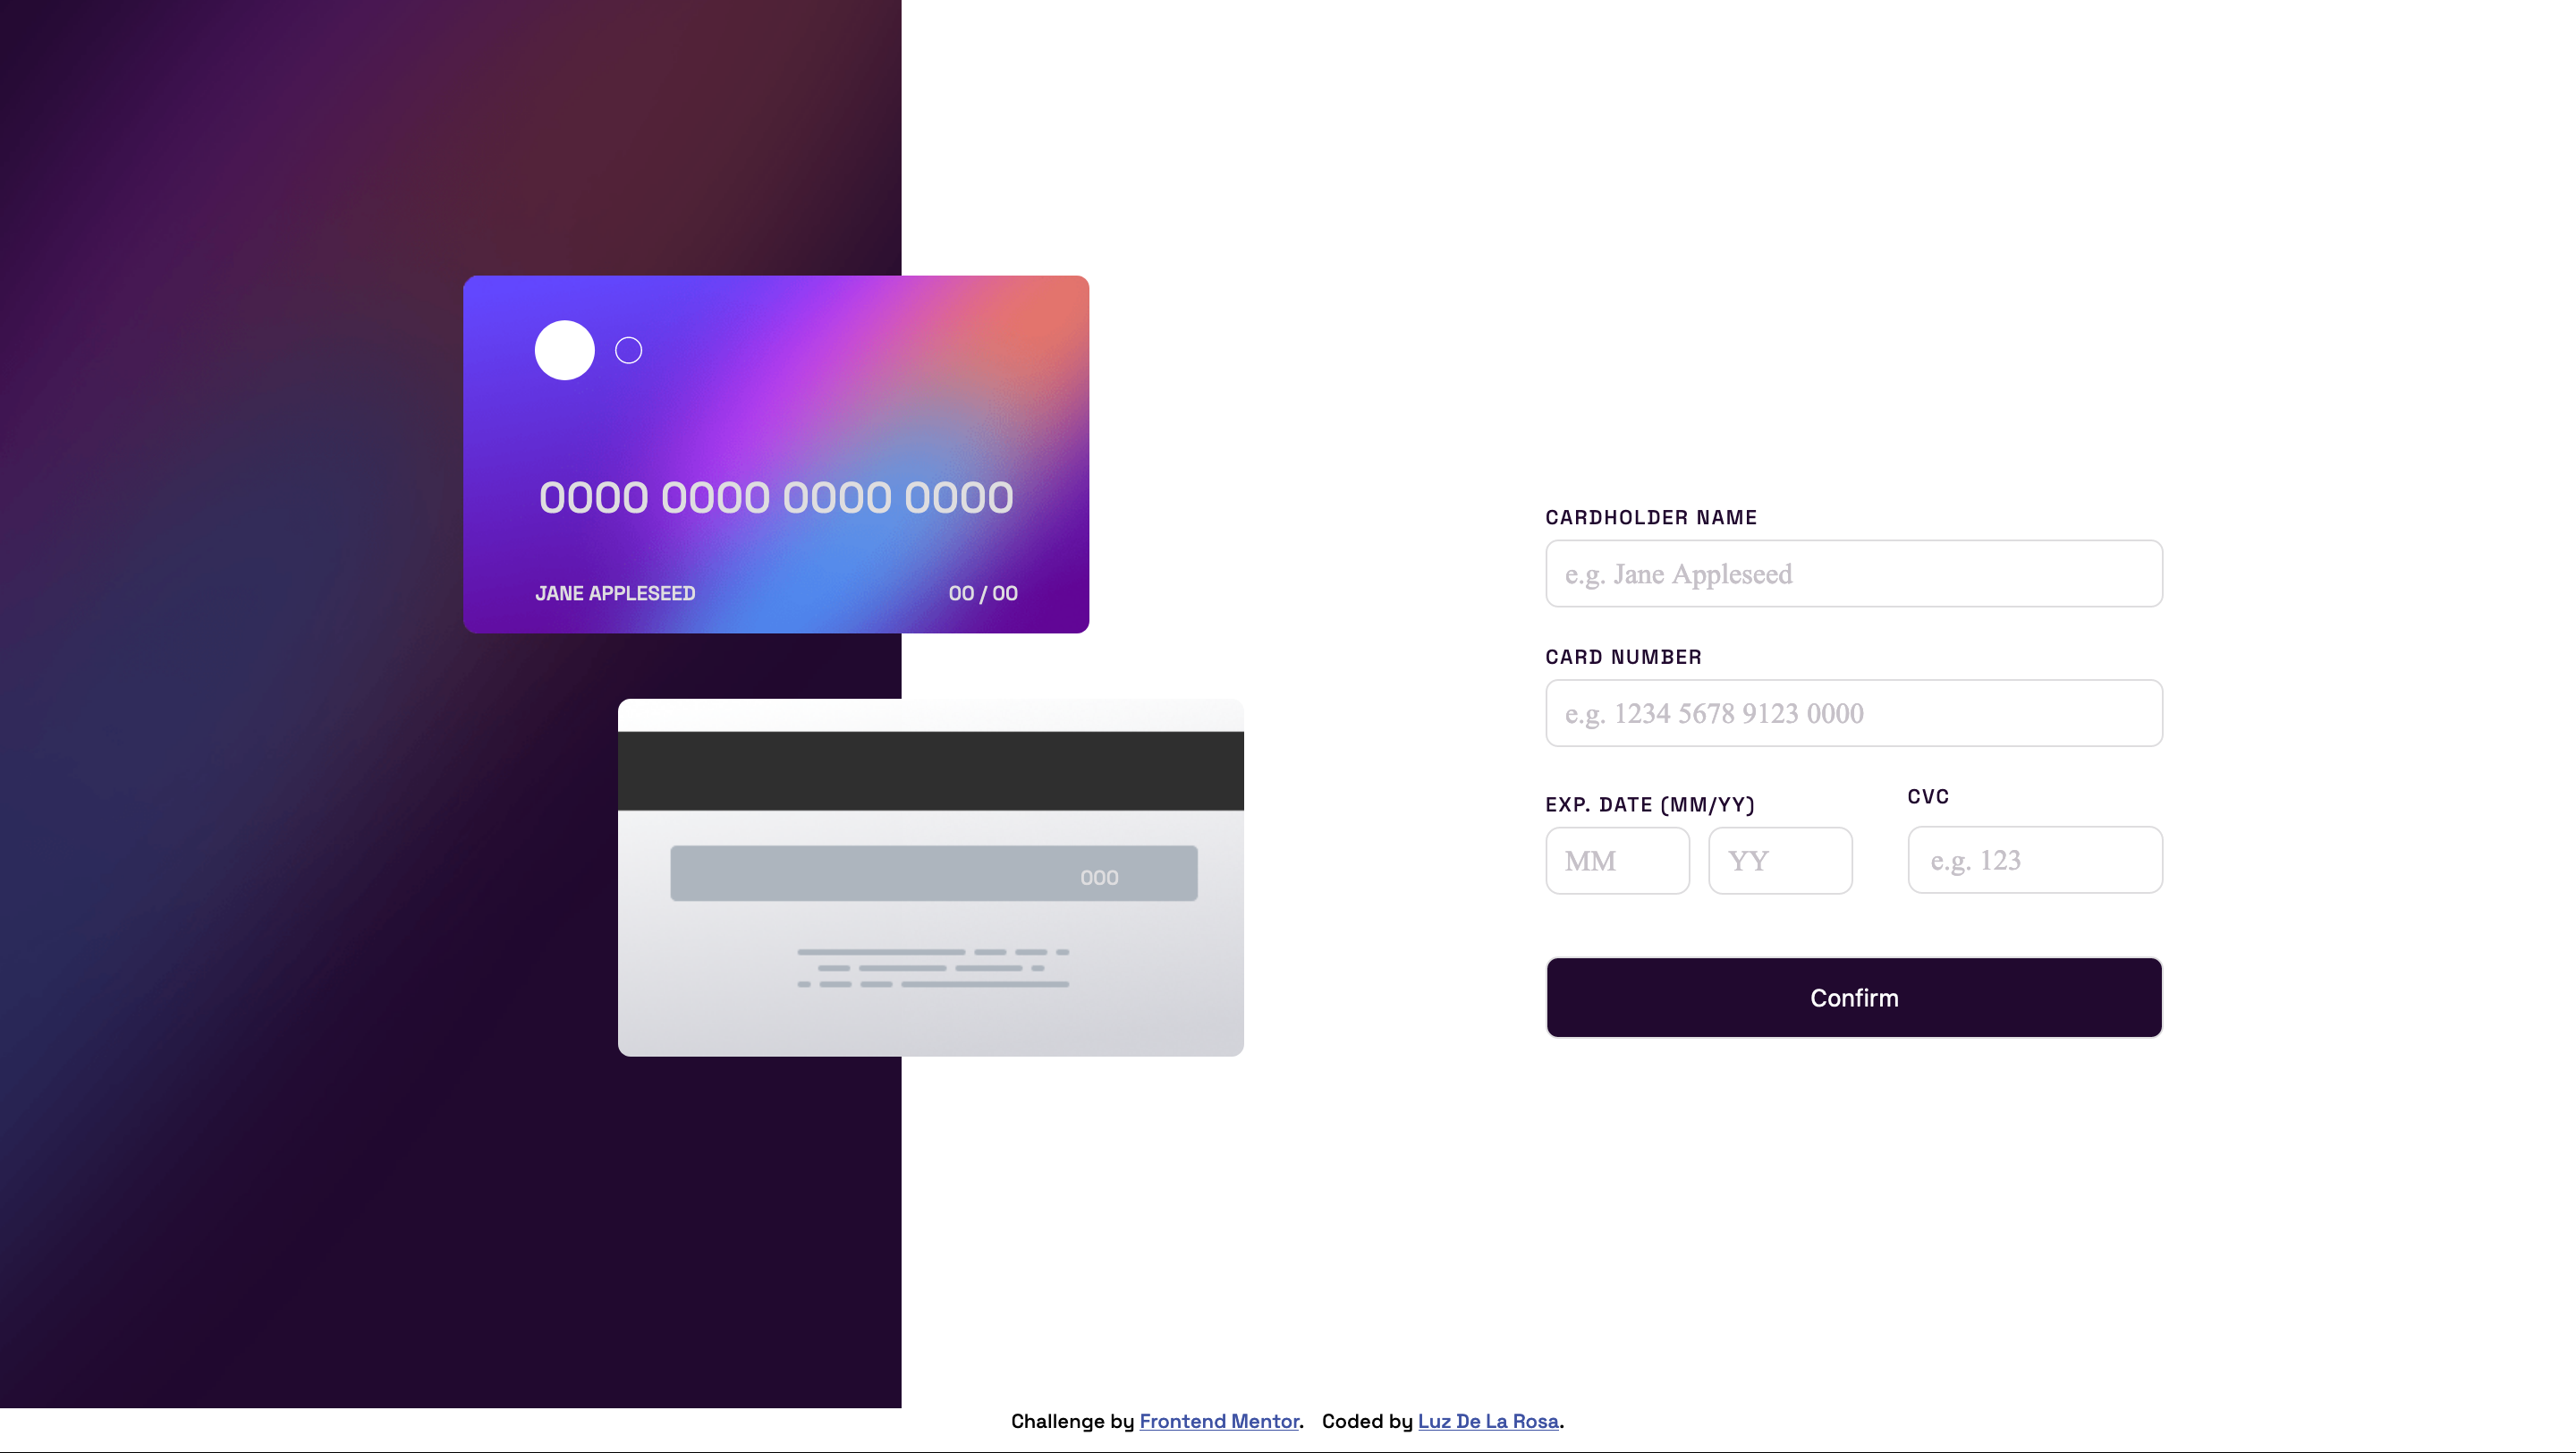 0000 0000 0000 0000
JANE APPLESEED 00 / 00
000
CARDHOLDER NAME
e.g. Jane Appleseed
CARD NUMBER
e.g. 1234 5678 9123 0000
EXP. DATE (MM/YY) CVC
MM YY e.g. 123
Confirm
Challenge by Frontend Mentor. Coded by Luz De La Rosa.